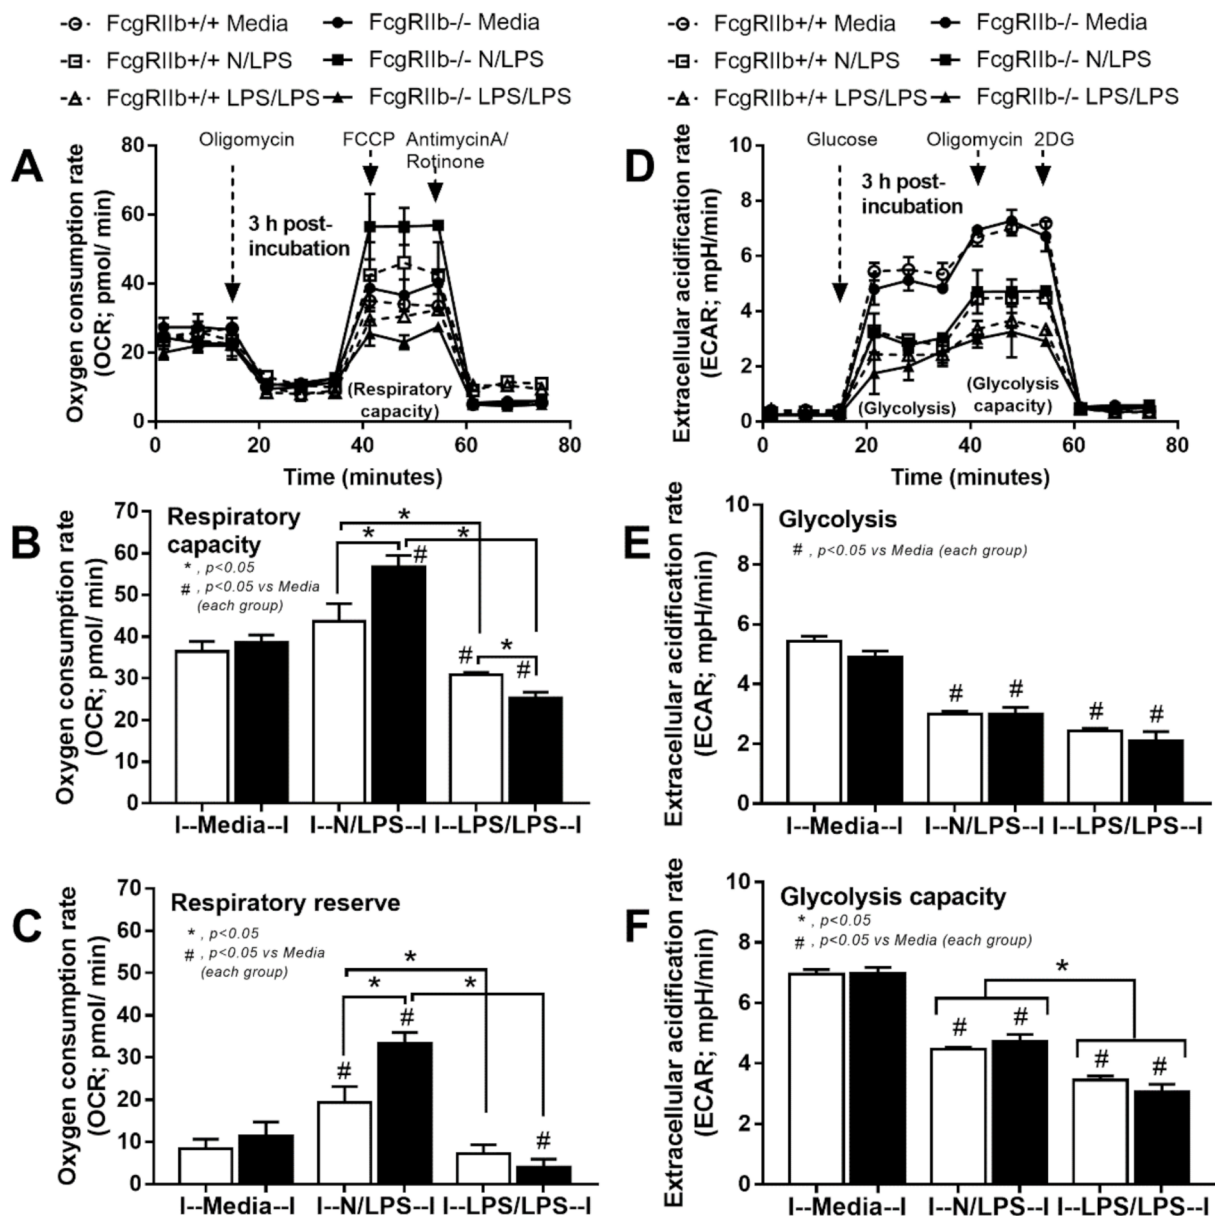 FcgRIIb+/+ Media
FcgRIIb-/- Media
FcgRIIb+/+ N/LPS
FcgRIIb-/- N/LPS
FcgRIIb+/+ LPS/LPS
FcgRIIb-/- LPS/LPS
FcgRIIb+/+ Media
FcgRIIb-/- Media
FcgRIIb+/+ N/LPS
FcgRIIb-/- N/LPS
FcgRIIb+/+ LPS/LPS
FcgRIIb-/- LPS/LPS
A
Oxygen consumption rate
(OCR; pmol/ min)
80
60
40
20
0
Oligomycin
FCCP
AntimycinA/
Rotinone
3 h post-
incubation
(Respiratory
capacity)
0
20
40
60
80
Time (minutes)
D
Extracellular acidification rate
(ECAR; mpH/min)
10
8
6
4
2
0
Glucose
Oligomycin
2DG
3 h post-
incubation
(Glycolysis)
(Glycolysis
capacity)
0
20
40
60
80
Time (minutes)
B
Oxygen consumption rate
(OCR; pmol/ min)
70
60
50
40
30
20
10
0
Respiratory
capacity
* , p<0.05
# , p<0.05 vs Media
(each group)
*
*
*
#
#
*
#
I--Media--I
I--N/LPS--I
I--LPS/LPS--I
E
Extracellular acidification rate
(ECAR; mpH/min)
10
8
6
4
2
0
Glycolysis
# , p<0.05 vs Media (each group)
#
#
#
#
I--Media--I
I--N/LPS--I
I--LPS/LPS--I
C
Oxygen consumption rate
(OCR; pmol/ min)
70
60
50
40
30
20
10
0
Respiratory reserve
* , p<0.05
# , p<0.05 vs Media
(each group)
*
*
*
#
#
#
I--Media--I
I--N/LPS--I
I--LPS/LPS--I
F
Extracellular acidification rate
(ECAR; mpH/min)
10
8
6
4
2
0
Glycolysis capacity
* , p<0.05
# , p<0.05 vs Media (each group)
*
#
#
#
#
I--Media--I
I--N/LPS--I
I--LPS/LPS--I